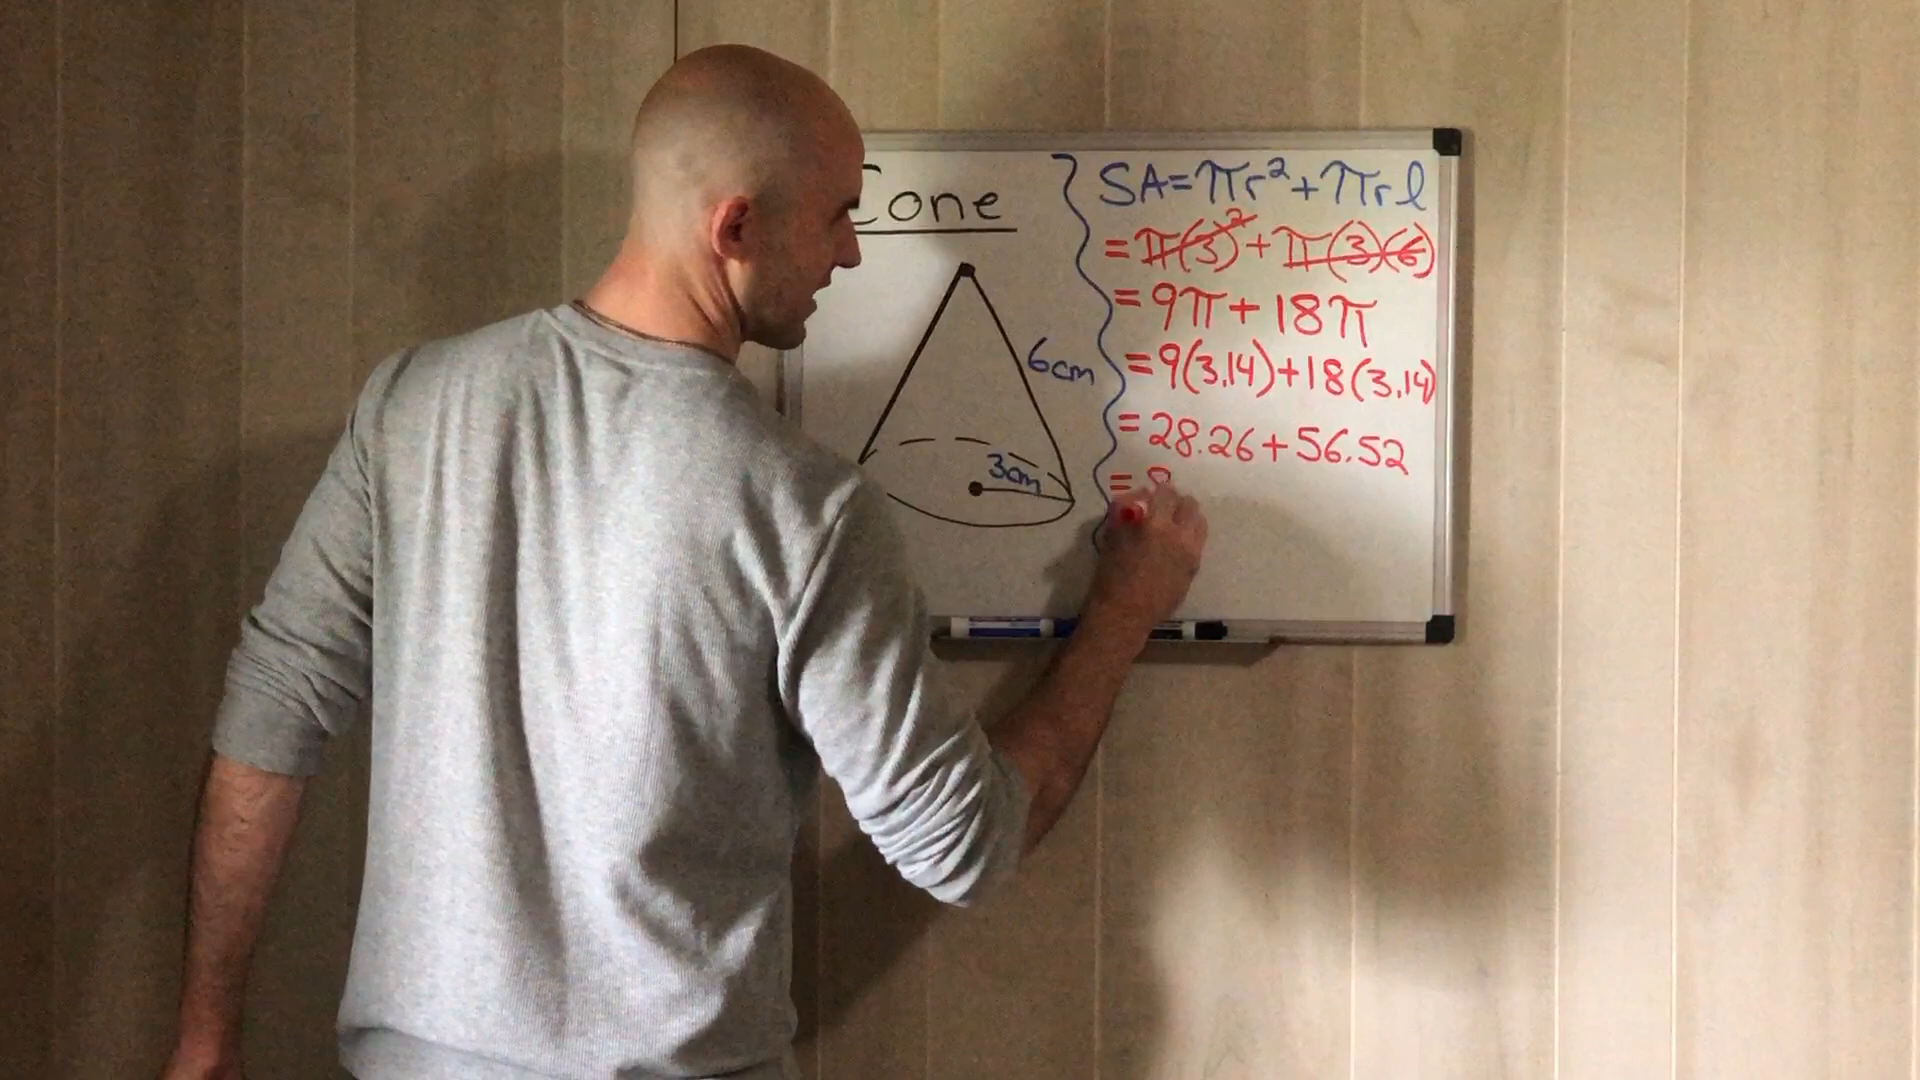 Cone
6cm
3cm
SA=πr²+πrl
=π(3)²+π(3)(6)
=9π+18π
=9(3.14)+18(3.14)
=28.26+56.52
=8